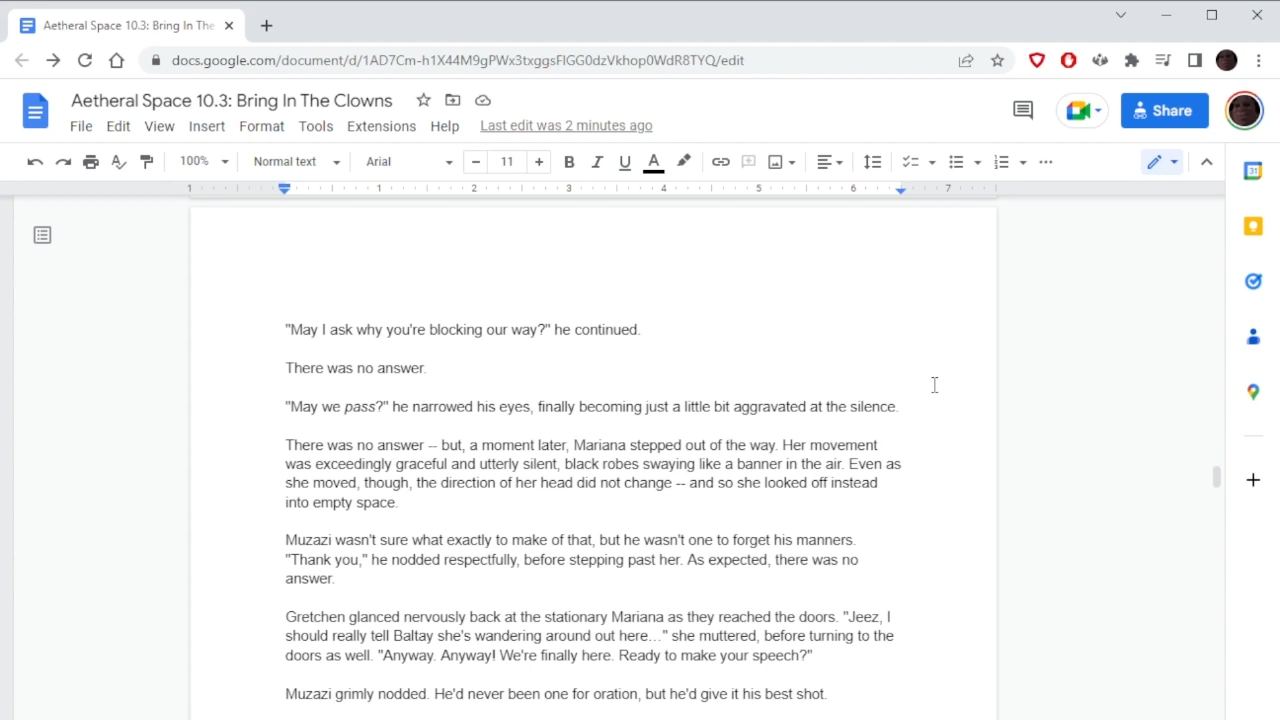 Aetheral Space 10.3: Bring In The
docs.google.com/document/d/1AD7Cm-h1X44M9gPWx3txggsFlGG0dzVkhop0WdR8TYQ/edit
Aetheral Space 10.3: Bring In The Clowns
Share
File Edit View Insert Format Tools Extensions Help Last edit was 2 minutes ago
100% Normal text Arial 11
1 1 2 3 4 5 6 7
31
"May I ask why you're blocking our way?" he continued.
There was no answer.
"May we pass?" he narrowed his eyes, finally becoming just a little bit aggravated at the silence.
There was no answer -- but, a moment later, Mariana stepped out of the way. Her movement
was exceedingly graceful and utterly silent, black robes swaying like a banner in the air. Even as
she moved, though, the direction of her head did not change -- and so she looked off instead
into empty space.
Muzazi wasn't sure what exactly to make of that, but he wasn't one to forget his manners.
"Thank you," he nodded respectfully, before stepping past her. As expected, there was no
answer.
Gretchen glanced nervously back at the stationary Mariana as they reached the doors. "Jeez, I
should really tell Baltay she's wandering around out here…" she muttered, before turning to the
doors as well. "Anyway. Anyway! We're finally here. Ready to make your speech?"
Muzazi grimly nodded. He'd never been one for oration, but he'd give it his best shot.